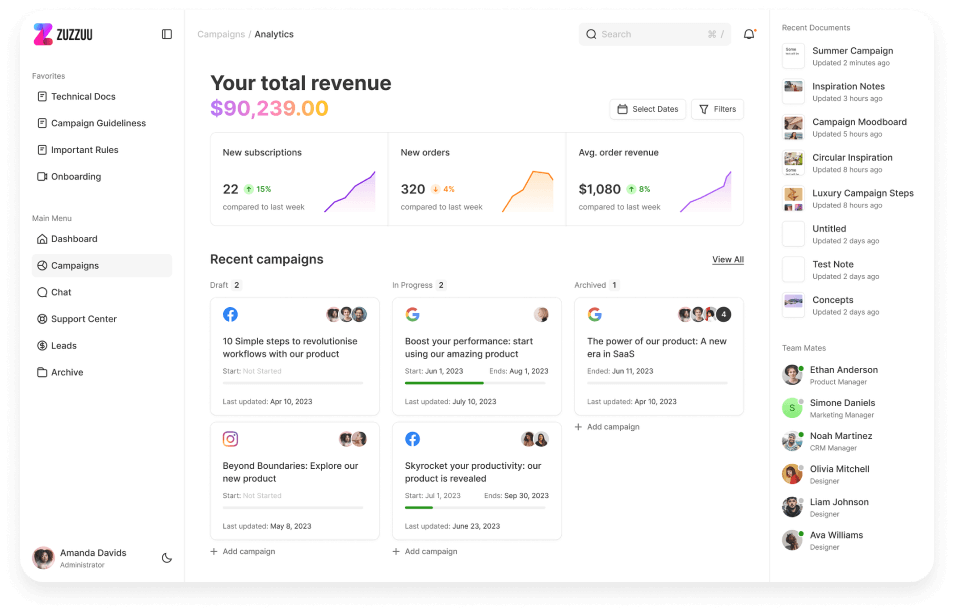 ZUZZUU
Favorites
Technical Docs
Campaign Guideliness
Important Rules
Onboarding
Main Menu
Dashboard
Campaigns
Chat
Support Center
Leads
Archive
Amanda Davids
Administrator
Campaigns / Analytics
Search
⌘ /
Your total revenue
$90,239.00
Select Dates
Filters
New subscriptions
22 15%
compared to last week
New orders
320 4%
compared to last week
Avg. order revenue
$1,080 8%
compared to last week
Recent campaigns
View All
Draft 2
10 Simple steps to revolutionise
workflows with our product
Start: Not Started
Last updated: Apr 10, 2023
Beyond Boundaries: Explore our
new product
Start: Not Started
Last updated: May 8, 2023
+ Add campaign
In Progress 2
Boost your performance: start
using our amazing product
Start: Jun 1, 2023 Ends: Aug 1, 2023
Last updated: July 10, 2023
Skyrocket your productivity: our
product is revealed
Start: Jul 1, 2023 Ends: Sep 30, 2023
Last updated: June 23, 2023
+ Add campaign
Archived 1
4
The power of our product: A new
era in SaaS
Ended: Jun 11, 2023
Last updated: Apr 10, 2023
+ Add campaign
Recent Documents
Summer Campaign
Updated 2 minutes ago
Inspiration Notes
Updated 3 hours ago
Campaign Moodboard
Updated 5 hours ago
Circular Inspiration
Updated 8 hours ago
Luxury Campaign Steps
Updated 8 hours ago
Untitled
Updated 2 days ago
Test Note
Updated 2 days ago
Concepts
Updated 2 days ago
Team Mates
Ethan Anderson
Product Manager
S
Simone Daniels
Marketing Manager
Noah Martinez
CRM Manager
Olivia Mitchell
Designer
Liam Johnson
Designer
Ava Williams
Designer